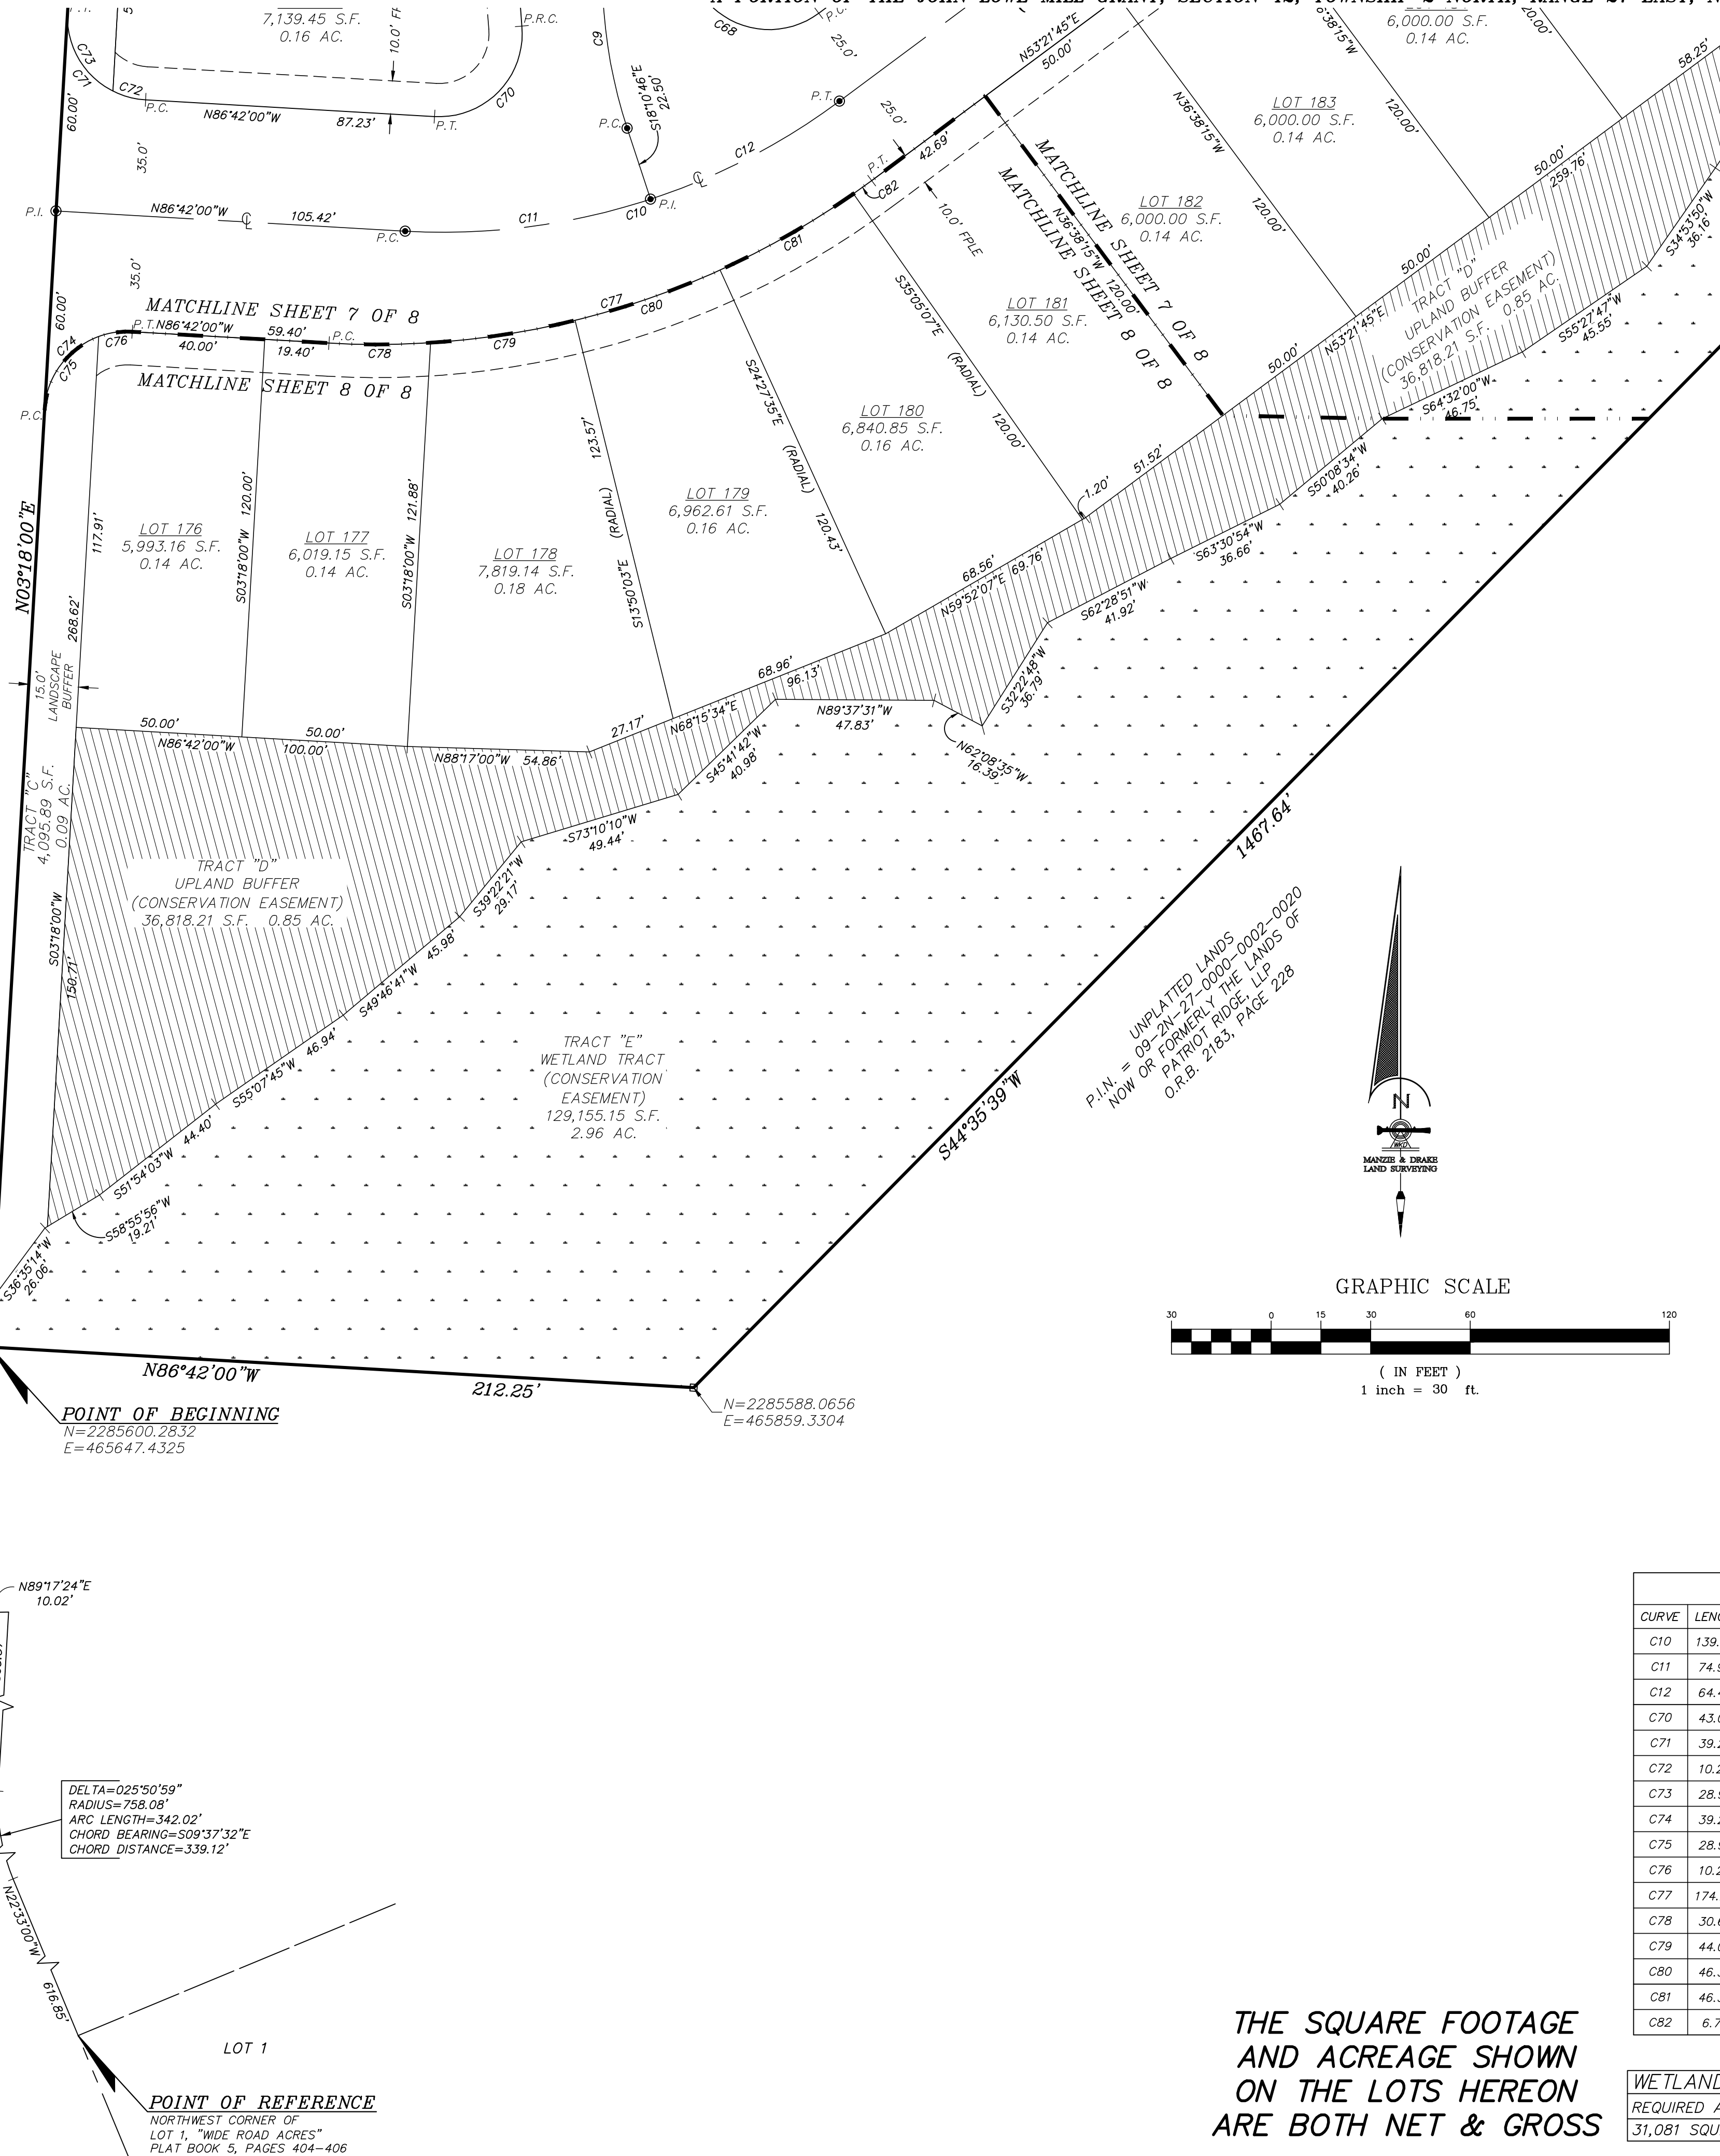 7,139.45 S.F.
0.16 AC.
10.0'
P.R.C.
C68
25.0'
N53°21'45"E
50.00'
6,000.00 S.F.
0.14 AC.
58.25'
C73
C71
C72
P.C.
N86°42'00"W
87.23'
P.T.
C70
C9
S18°10'46"E
22.50'
P.C.
P.T.
C12
25.0'
60.00'
35.0'
N36°38'15"W
120.00'
LOT 183
6,000.00 S.F.
0.14 AC.
120.00'
50.00'
259.76'
P.I.
N86°42'00"W
105.42'
P.C.
C11
C10
P.I.
P.T.
42.69'
C82
10.0' FPLE
MATCHLINE SHEET 7 OF 8
N36°38'15"W
120.00'
MATCHLINE SHEET 8 OF 8
LOT 182
6,000.00 S.F.
0.14 AC.
S34°53'50"W
36.16'
35.0'
60.00'
MATCHLINE SHEET 7 OF 8
C77
C80
C81
C74
C75
C76
P.T.
N86°42'00"W
59.40'
P.C.
40.00'
19.40'
C78
C79
MATCHLINE SHEET 8 OF 8
P.C.
S35°05'07"E (RADIAL)
120.00'
LOT 181
6,130.50 S.F.
0.14 AC.
50.00'
N53°21'45"E
50.00'
TRACT "D"
UPLAND BUFFER
(CONSERVATION EASEMENT)
36,818.21 S.F. 0.85 AC.
S55°27'47"W
45.55'
S64°32'00"W
46.75'
S24°27'35"E (RADIAL) 120.43'
LOT 180
6,840.85 S.F.
0.16 AC.
51.52'
1.20'
S50°08'34"W
40.26'
S63°30'54"W
36.66'
N03°18'00"E
117.91'
LOT 176
5,993.16 S.F.
0.14 AC.
S03°18'00"W 120.00'
LOT 177
6,019.15 S.F.
0.14 AC.
S03°18'00"W 121.88'
LOT 178
7,819.14 S.F.
0.18 AC.
123.57'
S13°50'03"E (RADIAL)
LOT 179
6,962.61 S.F.
0.16 AC.
68.56'
N59°52'07"E 69.76'
S62°28'51"W
41.92'
268.62'
15.0'
LANDSCAPE
BUFFER
50.00'
N86°42'00"W
50.00'
100.00'
N88°17'00"W 54.86'
27.17'
68.96'
96.13'
N68°15'34"E
S45°41'42"W
40.98'
N89°37'31"W
47.83'
S32°22'48"W
36.79'
N62°08'35"W
16.39'
1467.64'
TRACT "C"
4,095.89 S.F.
0.09 AC.
S73°10'10"W
49.44'
S39°22'21"W
29.17'
TRACT "D"
UPLAND BUFFER
(CONSERVATION EASEMENT)
36,818.21 S.F. 0.85 AC.
S03°18'00"W
150.71'
S49°46'41"W 45.98'
S55°07'45"W 46.94'
S51°54'03"W 44.40'
S58°55'56"W
19.21'
S36°35'14"W
26.06'
TRACT "E"
WETLAND TRACT
(CONSERVATION
EASEMENT)
129,155.15 S.F.
2.96 AC.
S44°35'39"W
UNPLATTED LANDS
P.I.N. = 09-2N-27-0000-0002-0020
NOW OR FORMERLY THE LANDS OF
PATRIOT RIDGE, LLP
O.R.B. 2183, PAGE 228
N
WKD
MANZIE & DRAKE
LAND SURVEYING
GRAPHIC SCALE
30 0 15 30 60 120
( IN FEET )
1 inch = 30 ft.
N86°42'00"W
212.25'
POINT OF BEGINNING
N=2285600.2832
E=465647.4325
N=2285588.0656
E=465859.3304
N89°17'24"E
10.02'
DELTA=025°50'59"
RADIUS=758.08'
ARC LENGTH=342.02'
CHORD BEARING=S09°37'32"E
CHORD DISTANCE=339.12'
N22°33'00"W
616.85'
LOT 1
POINT OF REFERENCE
NORTHWEST CORNER OF
LOT 1, "WIDE ROAD ACRES"
PLAT BOOK 5, PAGES 404-406
THE SQUARE FOOTAGE
AND ACREAGE SHOWN
ON THE LOTS HEREON
ARE BOTH NET & GROSS
CURVE
C10 139.
C11
C12
C70
C71
C72
C73
C74
C75
C76
C77 174.
C78
C79
C80
C81
C82
WETLAND
REQUIRED
31,081